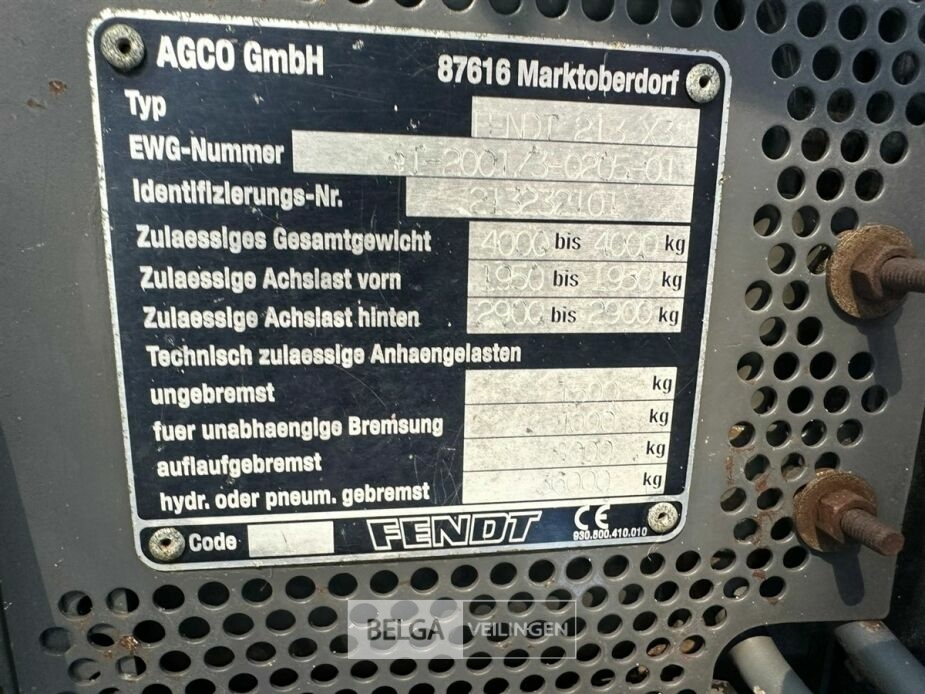 AGCO GmbH
87616 Marktoberdorf
Typ FENDT 213 X3
EWG-Nummer
Identifizierungs-Nr.
Zulaessiges Gesamtgewicht 4000 bis 4000 kg
Zulaessige Achslast vorn 1950 bis 1950 kg
Zulaessige Achslast hinten 2900 bis 2900 kg
Technisch zulaessige Anhaengelasten
ungebremst kg
fuer unabhaengige Bremsung kg
auflaufgebremst kg
hydr. oder pneum. gebremst 36000 kg
Code FENDT CE
930.800.410.010
BELGA VEILINGEN